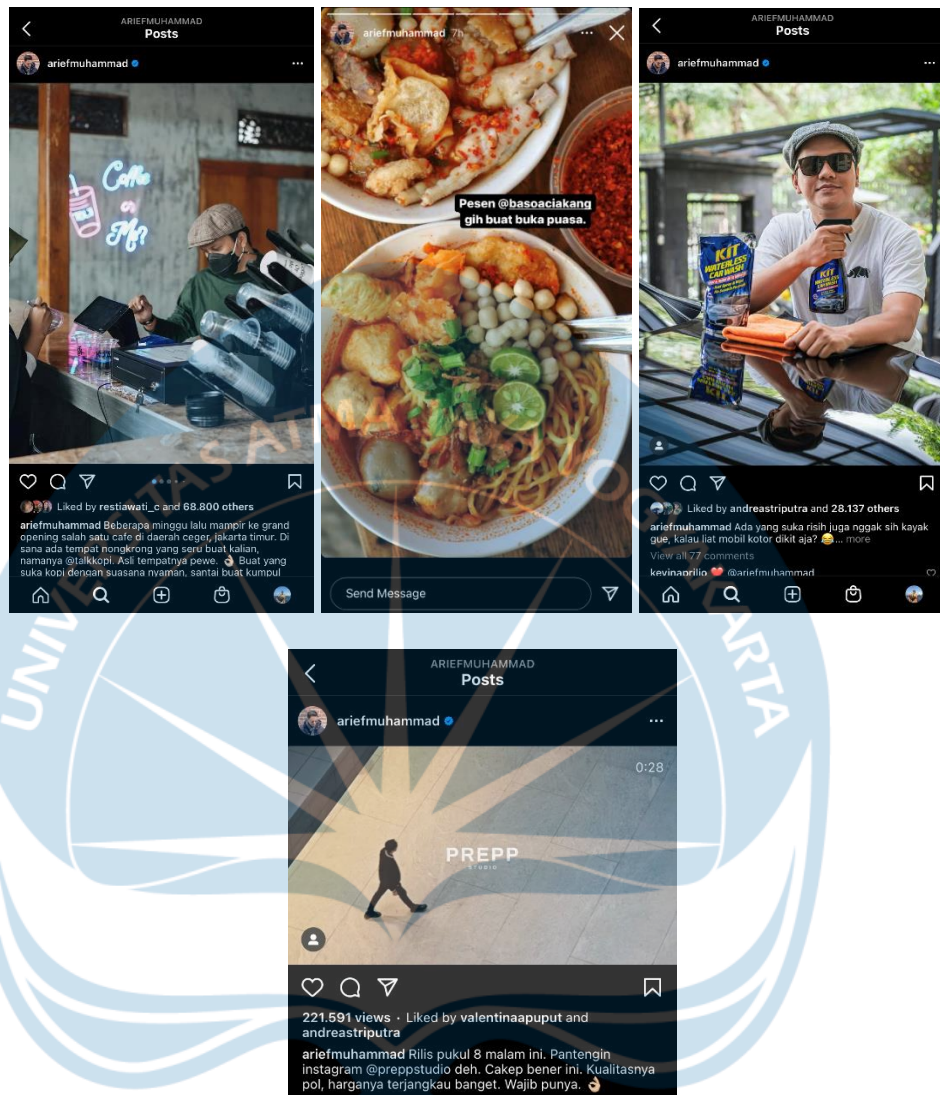 ARIEFMUHAMMAD
Posts
ariefmuhammad
Coffee
or
Me?
Liked by restiawati_c and 68.800 others
ariefmuhammad Beberapa minggu lalu mampir ke grand
opening salah satu cafe di daerah ceger, jakarta timur. Di
sana ada tempat nongkrong yang seru buat kalian,
namanya @talkkopi. Asli tempatnya pewe. 👌🏻 Buat yang
suka kopi dengan suasana nyaman, santai buat kumpul
ariefmuhammad 7h
Pesen @basoaciakang
gih buat buka puasa.
Send Message
ARIEFMUHAMMAD
Posts
ariefmuhammad
KIT
WATERLESS
CAR WASH
KIT
WATERLESS
CAR WASH
KIT
Liked by andreastriputra and 28.137 others
ariefmuhammad Ada yang suka risih juga nggak sih kayak
gue, kalau liat mobil kotor dikit aja? 😂... more
View all 77 comments
kevinaprilio ❤️ @ariefmuhammad
ARIEFMUHAMMAD
Posts
ariefmuhammad
0:28
PREPP
STUDIO
221.591 views · Liked by valentinaapuput and
andreastriputra
ariefmuhammad Rilis pukul 8 malam ini. Pantengin
instagram @preppstudio deh. Cakep bener ini. Kualitasnya
pol, harganya terjangkau banget. Wajib punya. 👌🏻